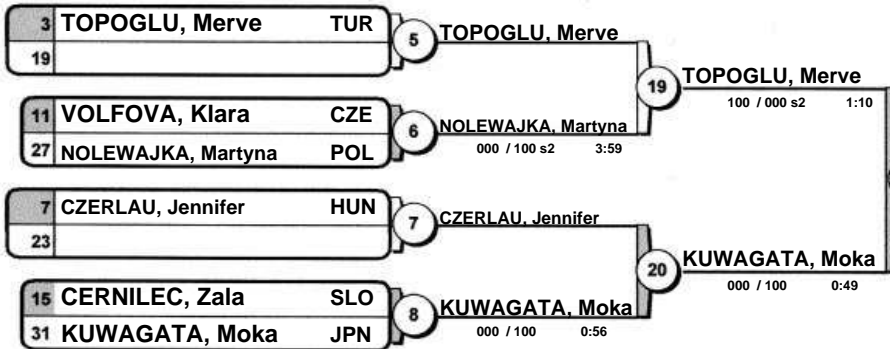 3 TOPOGLU, Merve TUR
19
5
TOPOGLU, Merve
11 VOLFOVA, Klara CZE
27 NOLEWAJKA, Martyna POL
6
NOLEWAJKA, Martyna
000 / 100 s2 3:59
19
TOPOGLU, Merve
100 / 000 s2 1:10
7 CZERLAU, Jennifer HUN
23
7
CZERLAU, Jennifer
15 CERNILEC, Zala SLO
31 KUWAGATA, Moka JPN
8
KUWAGATA, Moka
000 / 100 0:56
20
KUWAGATA, Moka
000 / 100 0:49